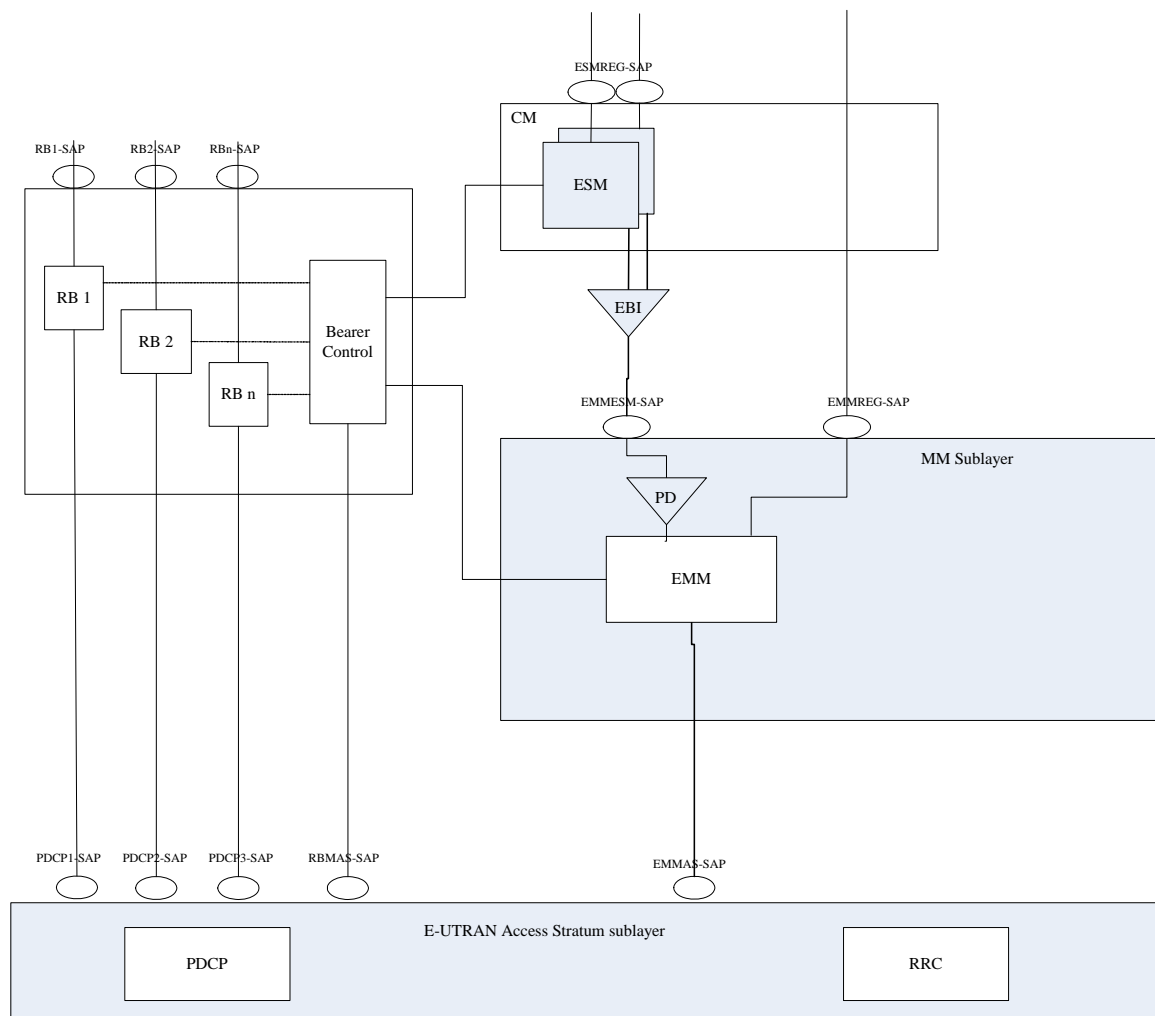 ESMREG-SAP
CM
RB1-SAP
RB2-SAP
RBn-SAP
ESM
RB 1
RB 2
RB n
Bearer
Control
EBI
EMMESM-SAP
EMMREG-SAP
MM Sublayer
PD
EMM
PDCP1-SAP
PDCP2-SAP
PDCP3-SAP
RBMAS-SAP
EMMAS-SAP
E-UTRAN Access Stratum sublayer
PDCP
RRC